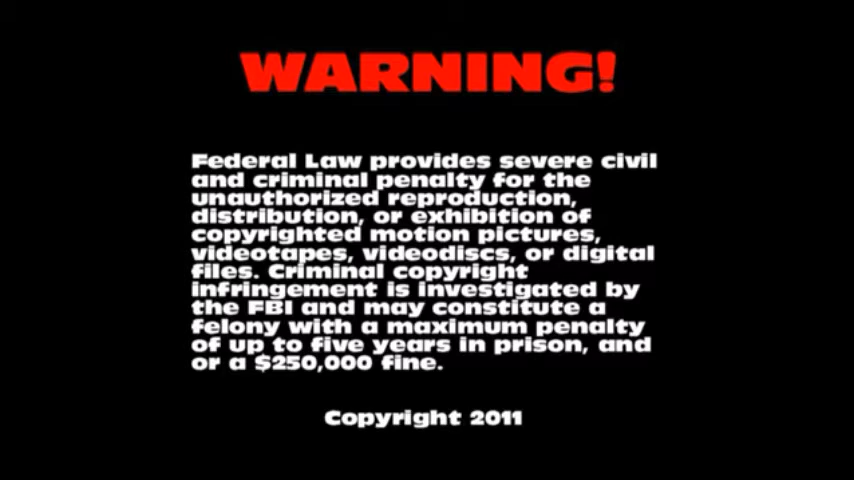 WARNING!
Federal Law provides severe civil
and criminal penalty for the
unauthorized reproduction,
distribution, or exhibition of
copyrighted motion pictures,
videotapes, videodiscs, or digital
files. Criminal copyright
infringement is investigated by
the FBI and may constitute a
felony with a maximum penalty
of up to five years in prison, and
or a $250,000 fine.
Copyright 2011